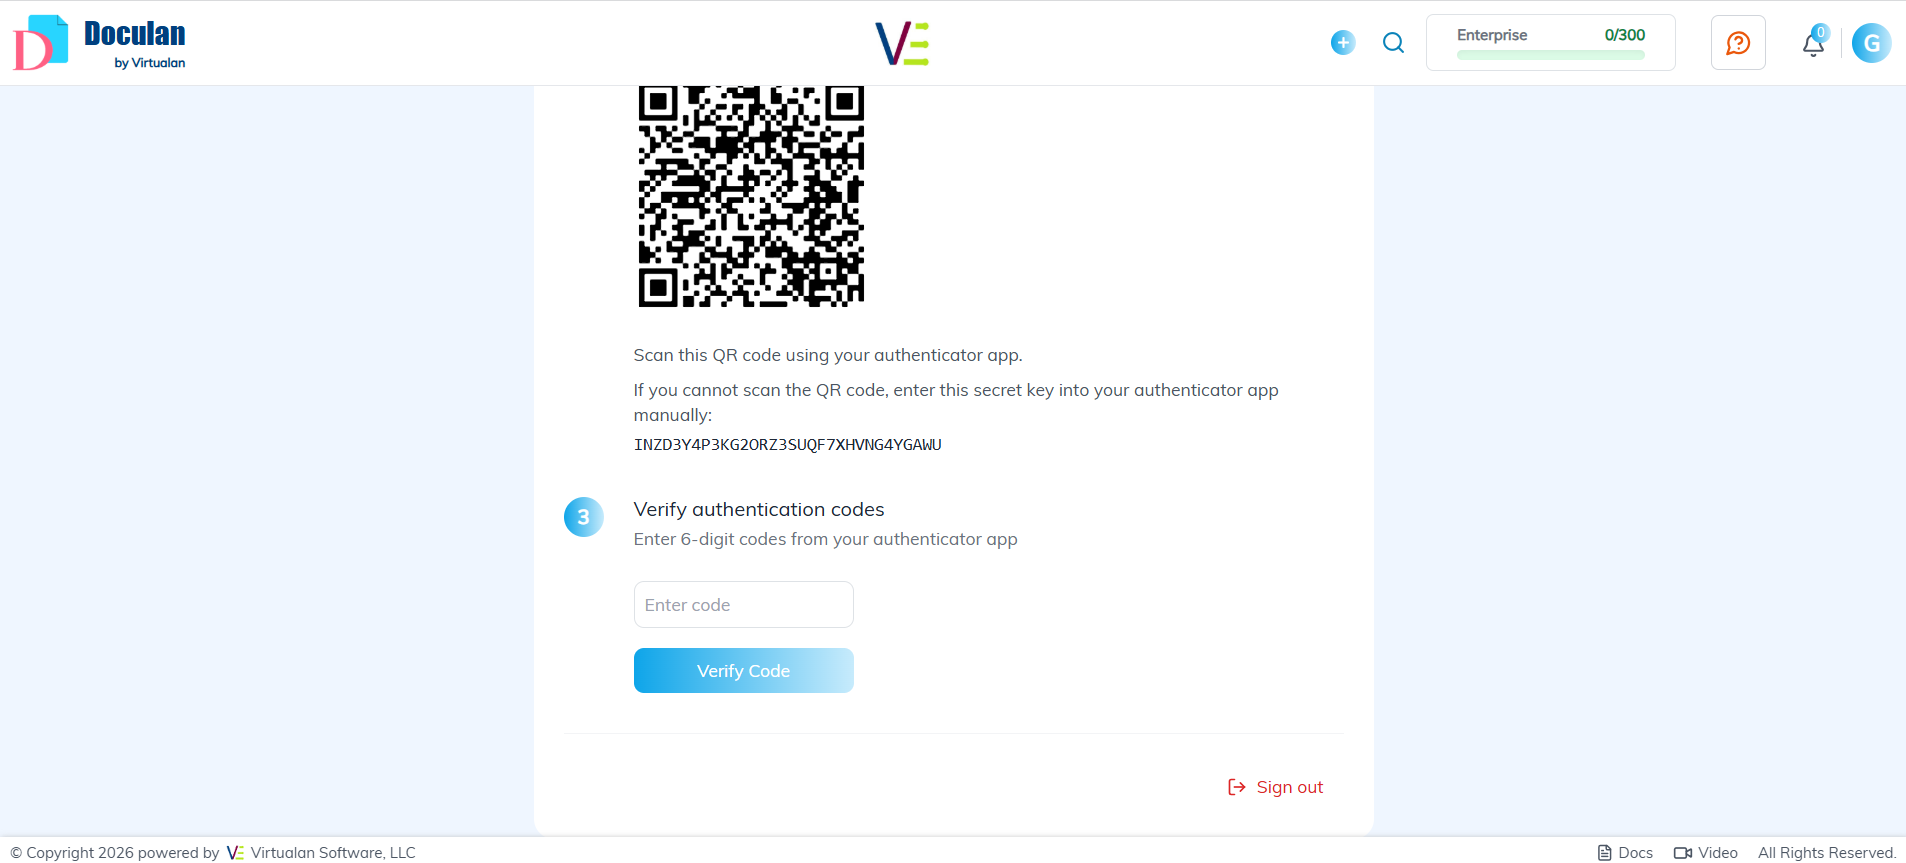 Doculan
by Virtualan
VE
Enterprise 0/300
0
G
Scan this QR code using your authenticator app.
If you cannot scan the QR code, enter this secret key into your authenticator app
manually:
INZD3Y4P3KG2ORZ3SUQF7XHVNG4YGAWU
3
Verify authentication codes
Enter 6-digit codes from your authenticator app
Enter code
Verify Code
Sign out
© Copyright 2026 powered by VE Virtualan Software, LLC
Docs Video All Rights Reserved.